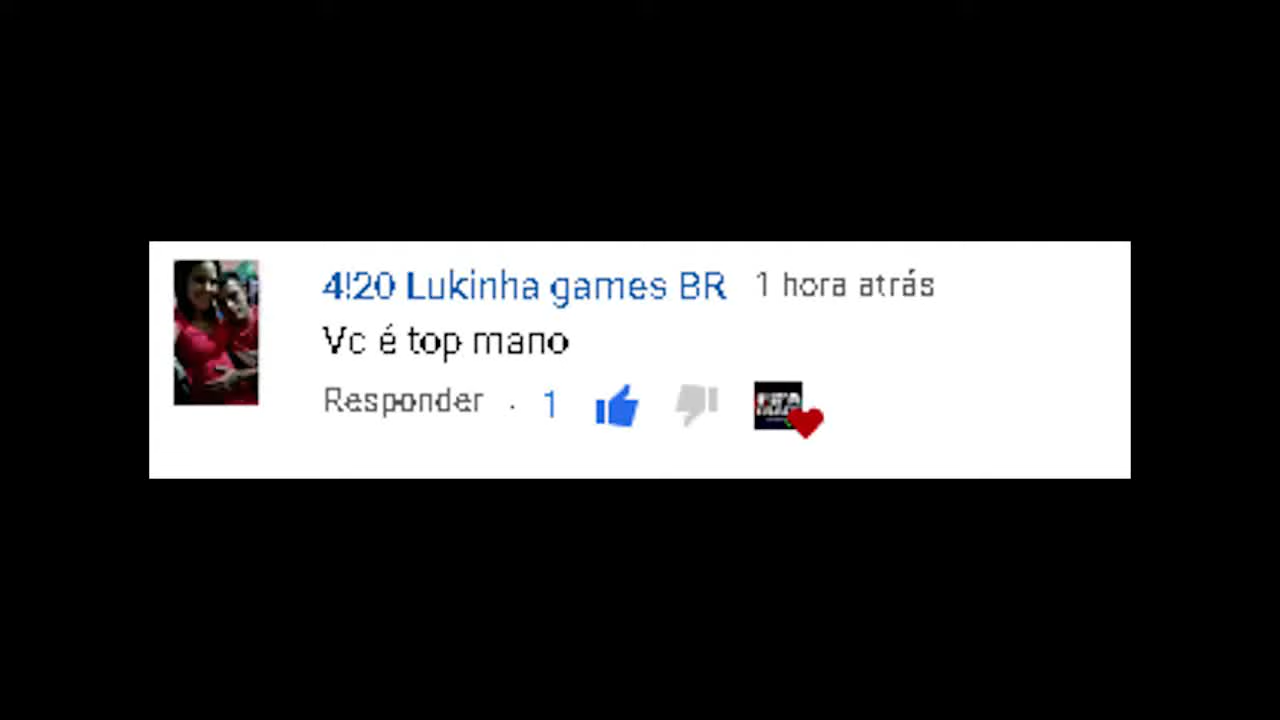 4!20 Lukinha games BR 1 hora atrás
Vc é top mano
Responder · 1